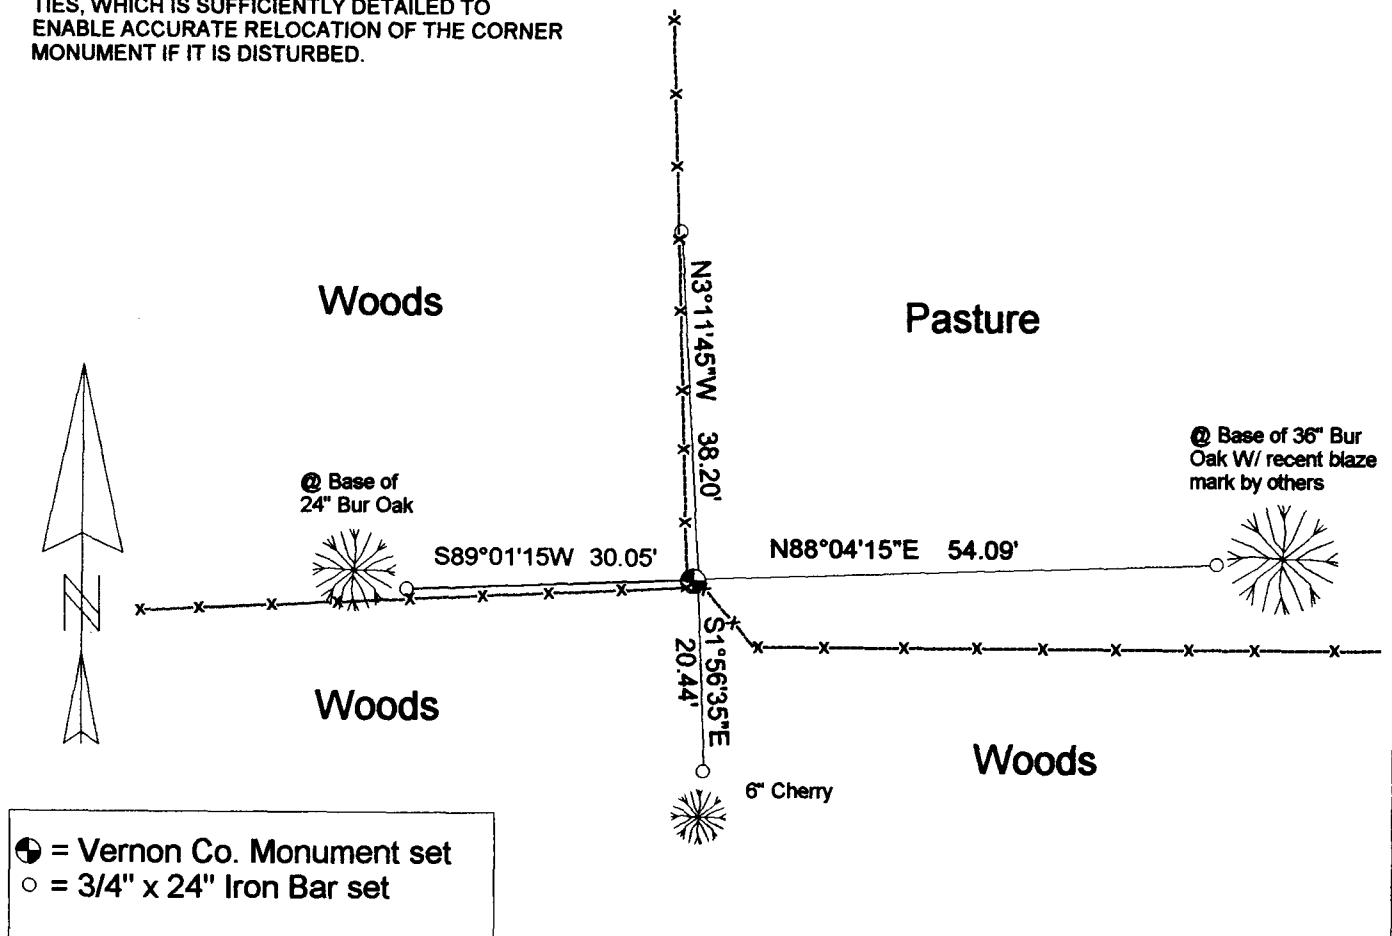 TIES, WHICH IS SUFFICIENTLY DETAILED TO
ENABLE ACCURATE RELOCATION OF THE CORNER
MONUMENT IF IT IS DISTURBED.
Woods
Pasture
N3°11'45"W 38.20'
@ Base of
24" Bur Oak
@ Base of 36" Bur
Oak W/ recent blaze
mark by others
S89°01'15W 30.05'
N88°04'15"E 54.09'
N
S1°56'35"E
20.44'
Woods
Woods
6" Cherry
= Vernon Co. Monument set
= 3/4" x 24" Iron Bar set